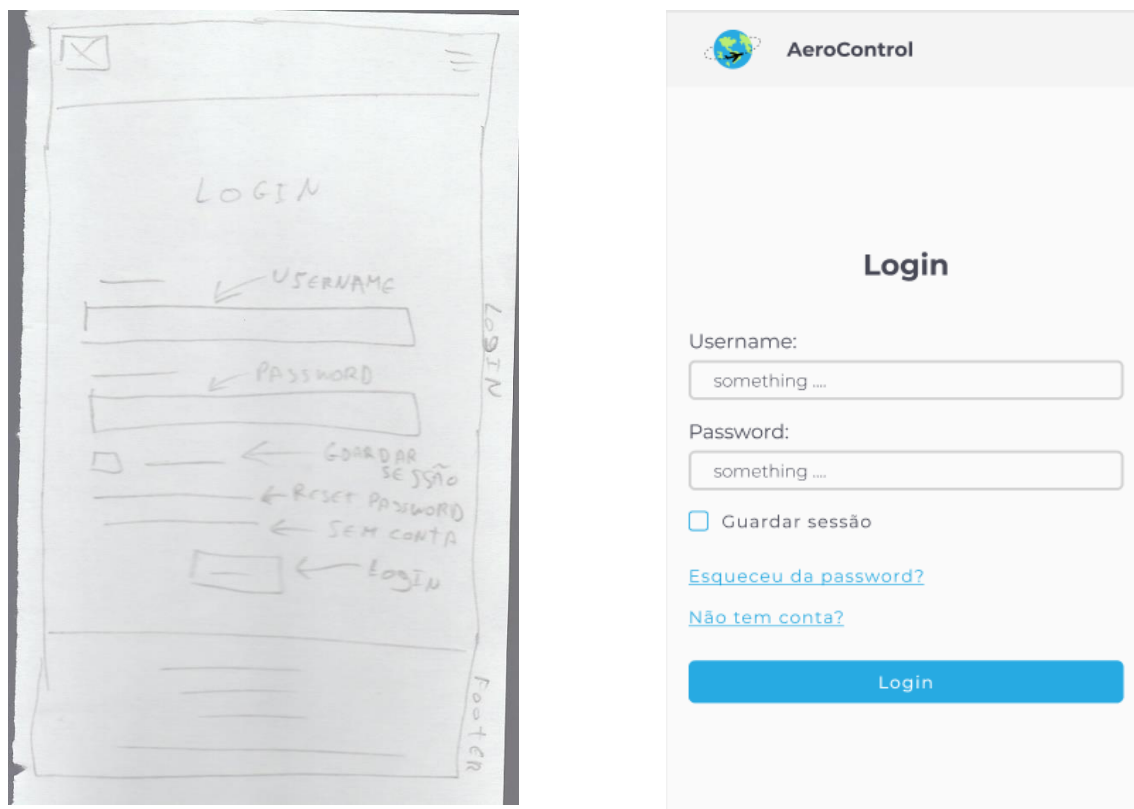 LOGIN
USERNAME
PASSWORD
GUARDAR
SESSÃO
RESET PASSWORD
SEM CONTA
LogIN
LOgIN
FootER
AeroControl
Login
Username:
something ....
Password:
something ....
Guardar sessão
Esqueceu da password?
Não tem conta?
Login